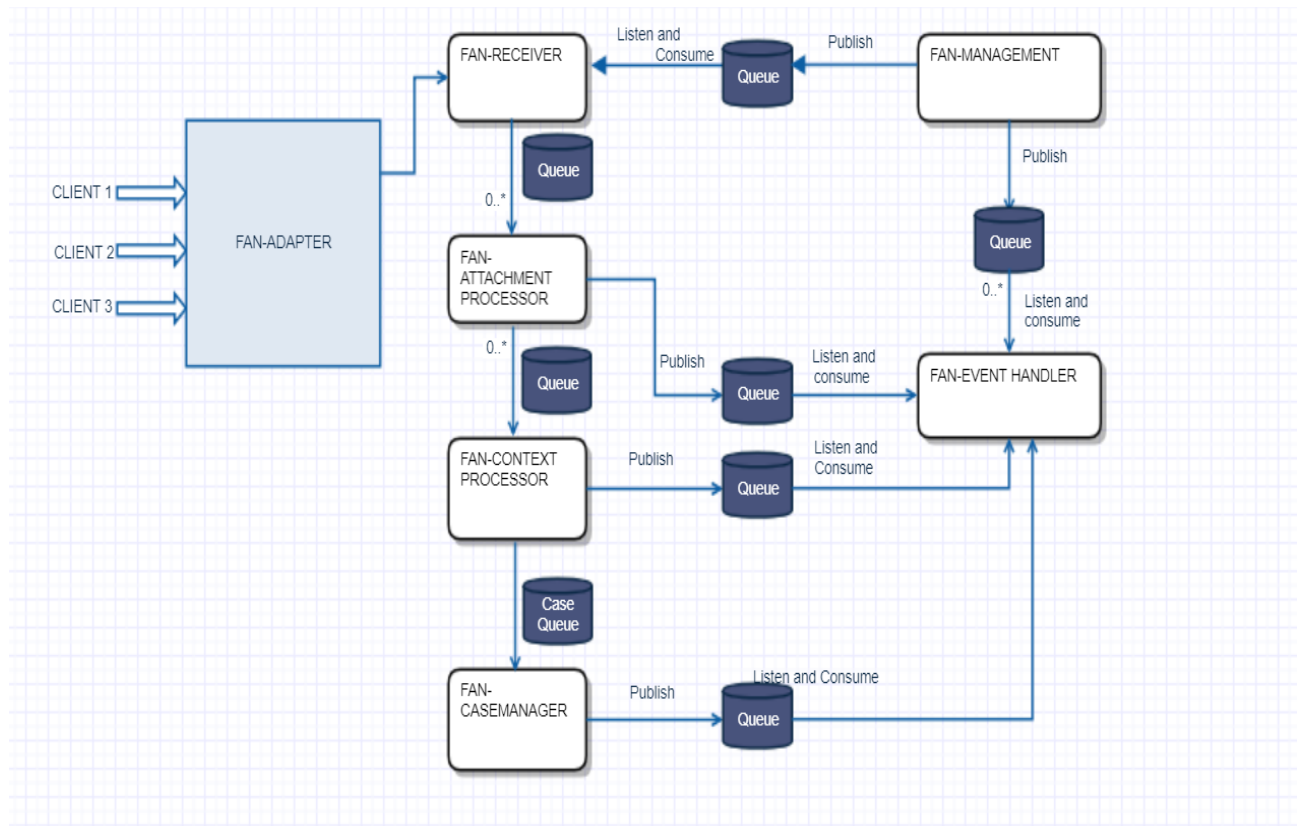 FAN-RECEIVER
Listen and
Consume
Queue
Publish
FAN-MANAGEMENT
Queue
0..*
Publish
CLIENT 1
CLIENT 2
CLIENT 3
FAN-ADAPTER
FAN-
ATTACHMENT
PROCESSOR
Queue
0..*
Listen and
consume
0..*
Queue
Publish
Queue
Listen and
consume
FAN-EVENT HANDLER
FAN-CONTEXT
PROCESSOR
Publish
Queue
Listen and
Consume
Case
Queue
FAN-
CASEMANAGER
Publish
Listen and Consume
Queue